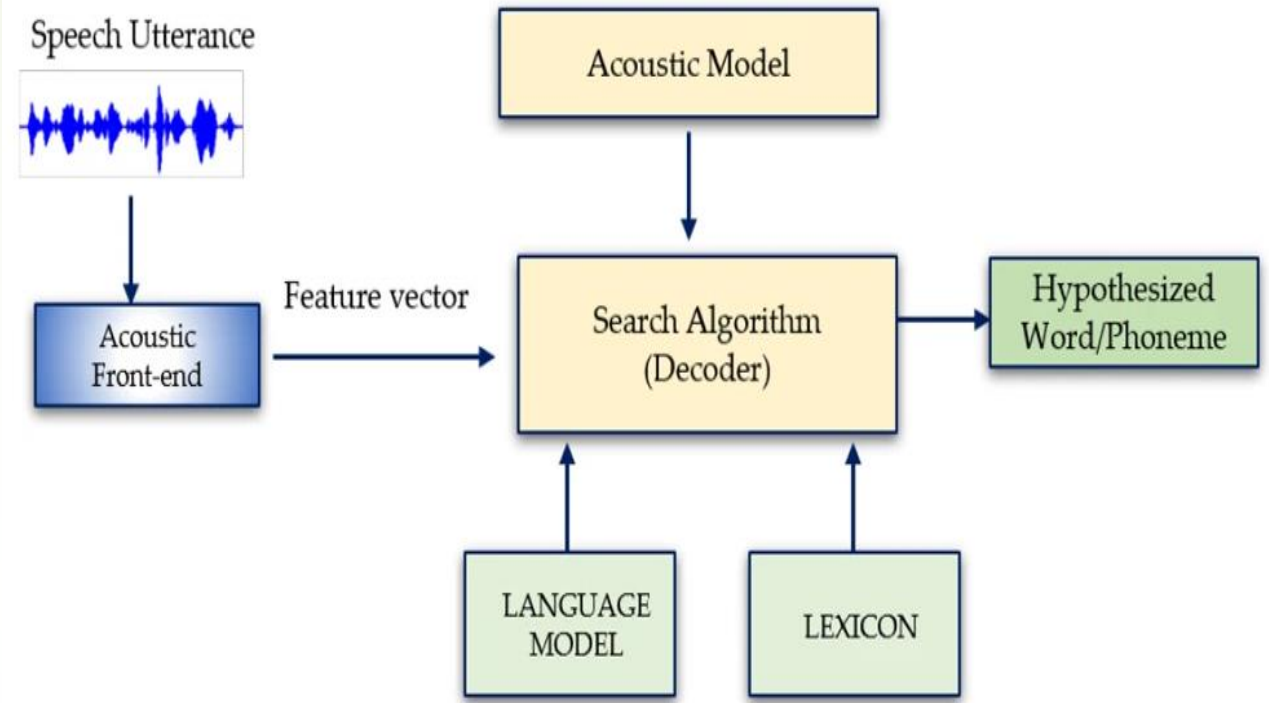 Speech Utterance
Acoustic Model
Acoustic
Front-end
Feature vector
Search Algorithm
(Decoder)
Hypothesized
Word/Phoneme
LANGUAGE
MODEL
LEXICON